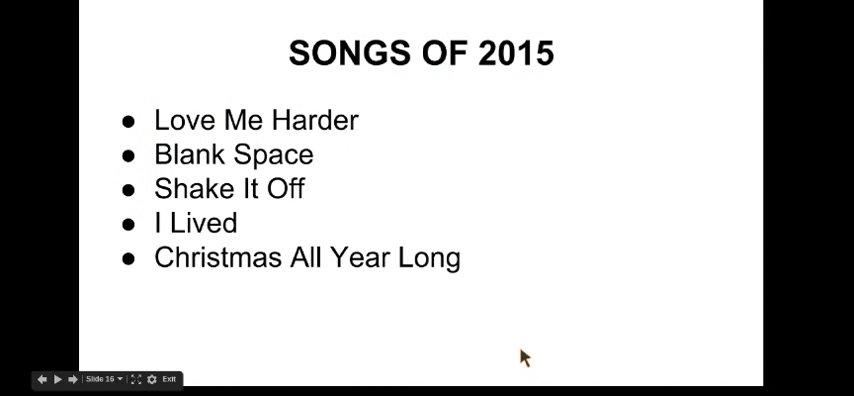 SONGS OF 2015
● Love Me Harder
● Blank Space
● Shake It Off
● I Lived
● Christmas All Year Long
Slide 16 Exit